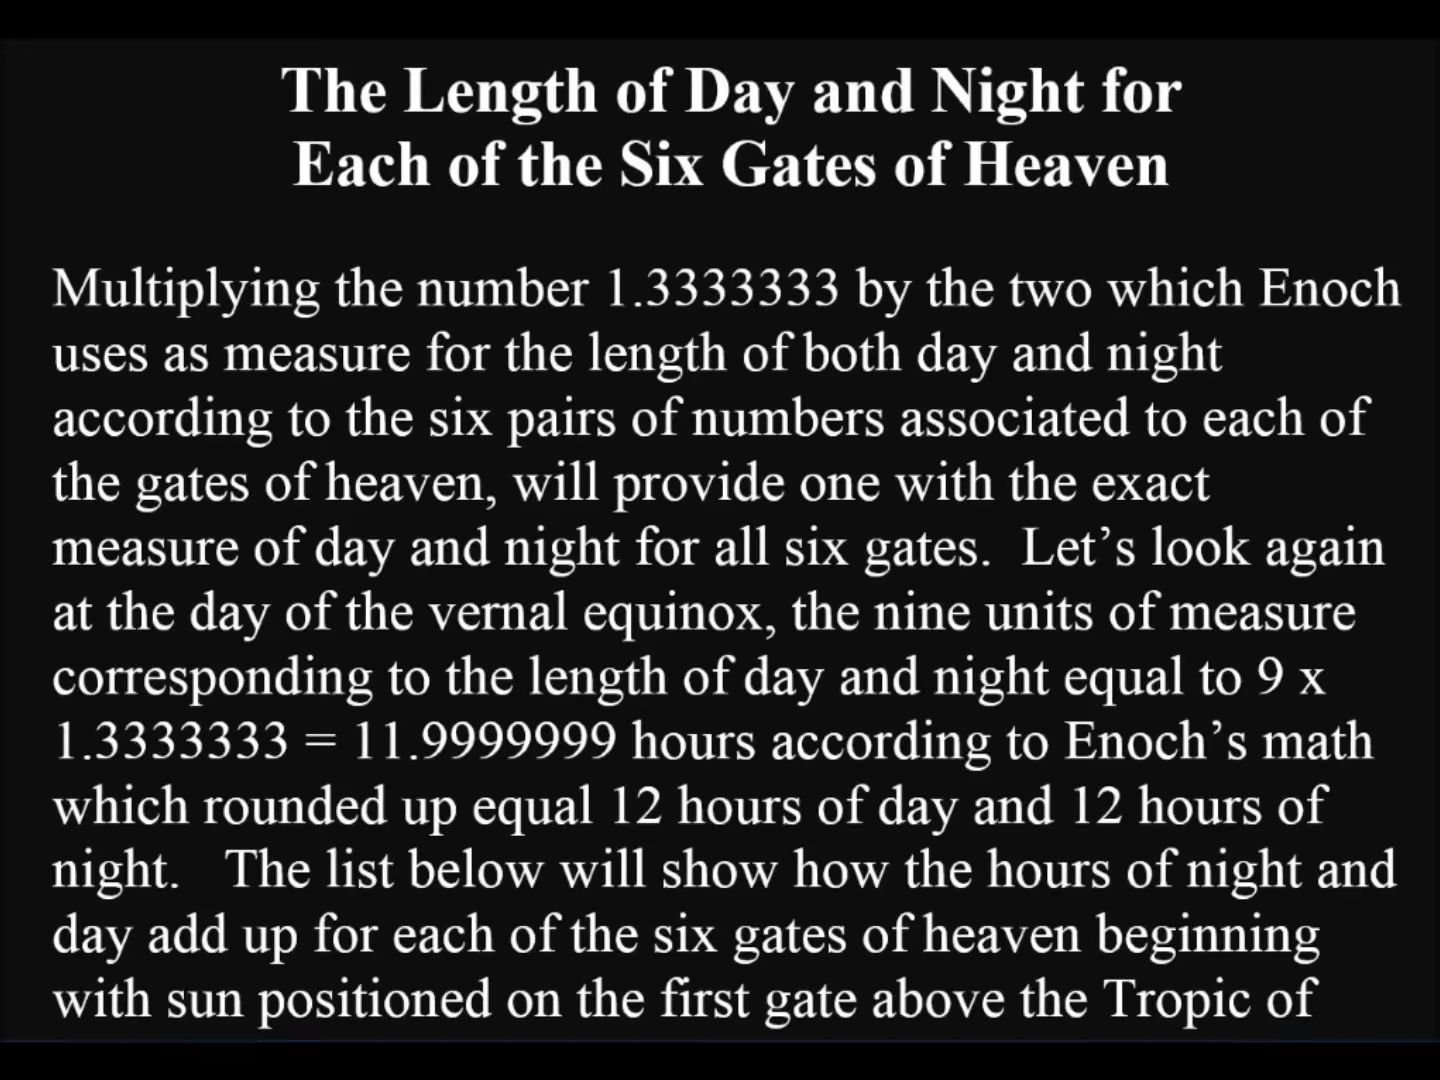 The Length of Day and Night for
Each of the Six Gates of Heaven
Multiplying the number 1.3333333 by the two which Enoch
uses as measure for the length of both day and night
according to the six pairs of numbers associated to each of
the gates of heaven, will provide one with the exact
measure of day and night for all six gates.  Let’s look again
at the day of the vernal equinox, the nine units of measure
corresponding to the length of day and night equal to 9 x
1.3333333 = 11.9999999 hours according to Enoch’s math
which rounded up equal 12 hours of day and 12 hours of
night.   The list below will show how the hours of night and
day add up for each of the six gates of heaven beginning
with sun positioned on the first gate above the Tropic of